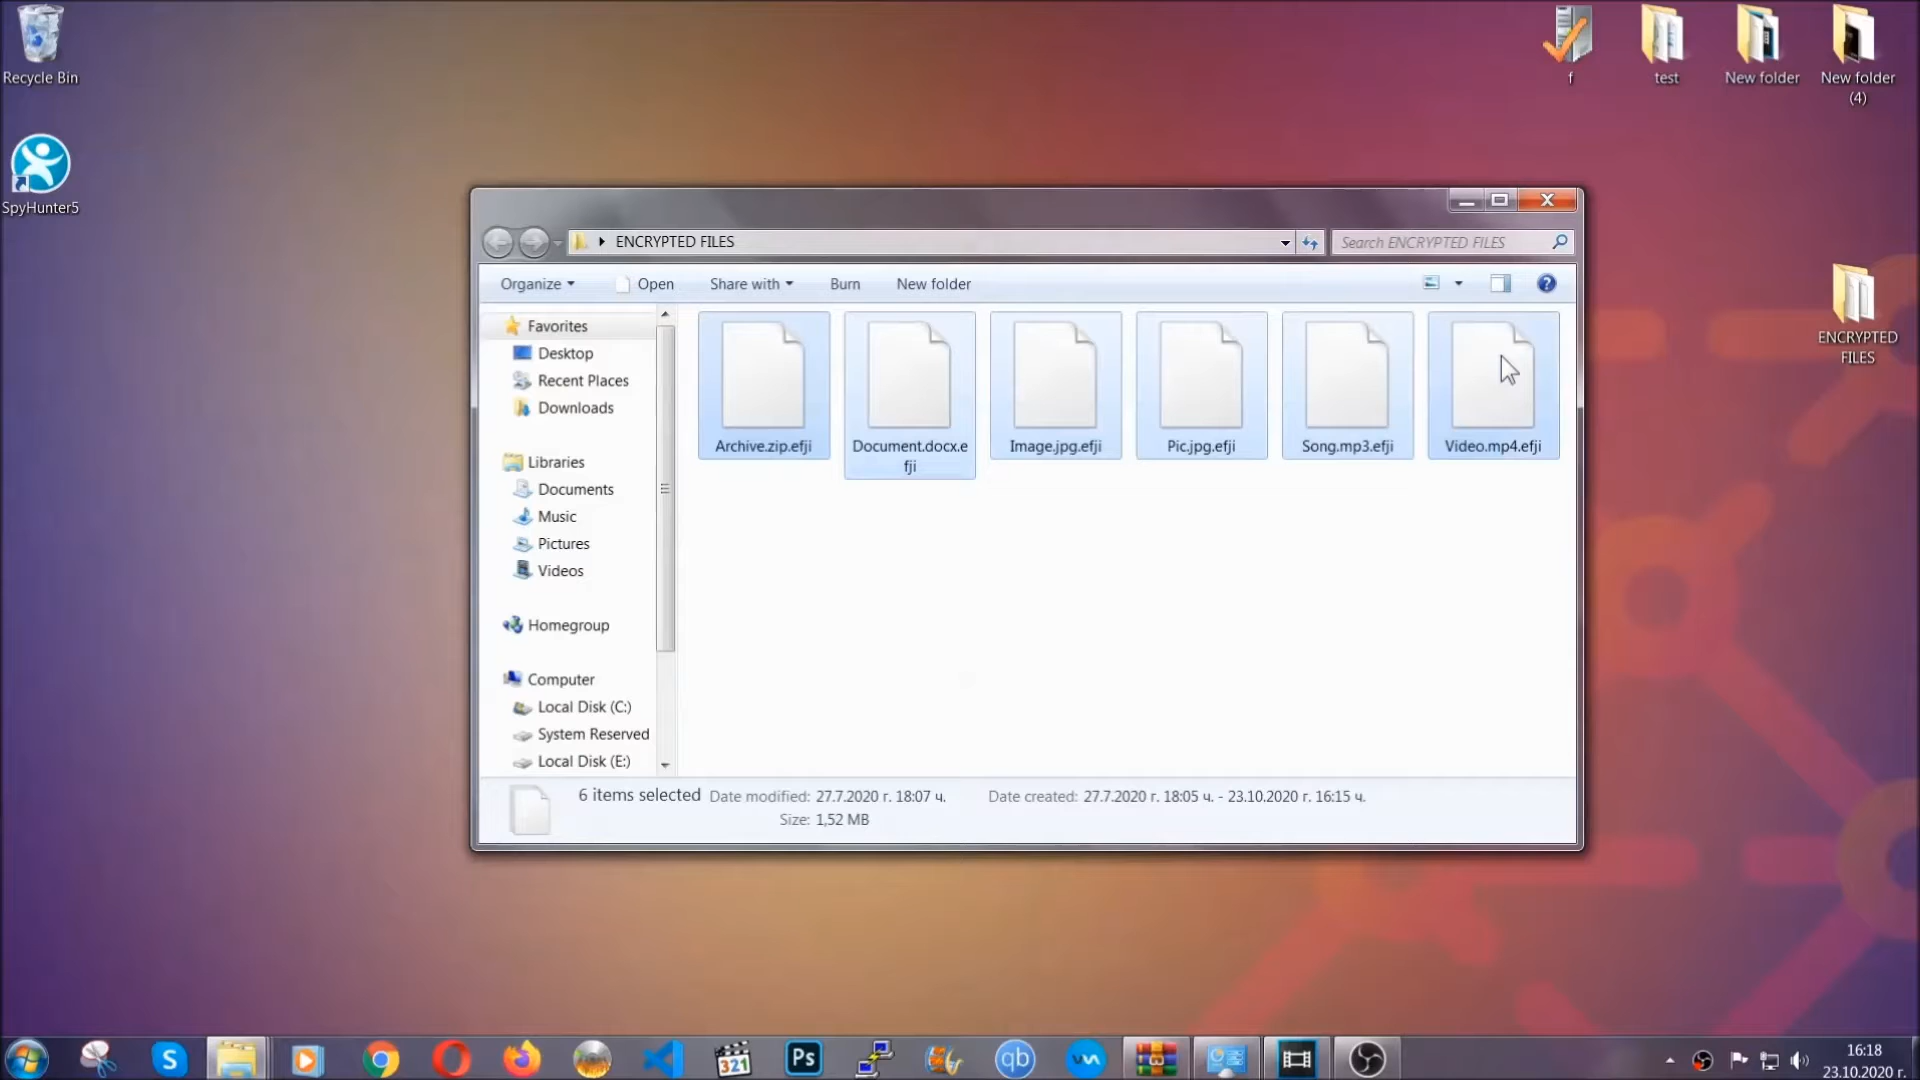 Recycle Bin
SpyHunter5
f
test
New folder
New folder
(4)
ENCRYPTED
FILES
ENCRYPTED FILES
Search ENCRYPTED FILES
Organize
Open
Share with
Burn
New folder
Favorites
Desktop
Recent Places
Downloads
Libraries
Documents
Music
Pictures
Videos
Homegroup
Computer
Local Disk (C:)
System Reserved
Local Disk (E:)
Archive.zip.efji
Document.docx.e
fji
Image.jpg.efji
Pic.jpg.efji
Song.mp3.efji
Video.mp4.efji
6 items selected
Date modified: 27.7.2020 г. 18:07 ч.
Date created: 27.7.2020 г. 18:05 ч. - 23.10.2020 г. 16:15 ч.
Size: 1,52 MB
S
321
Ps
qb
16:18
23.10.2020 г.